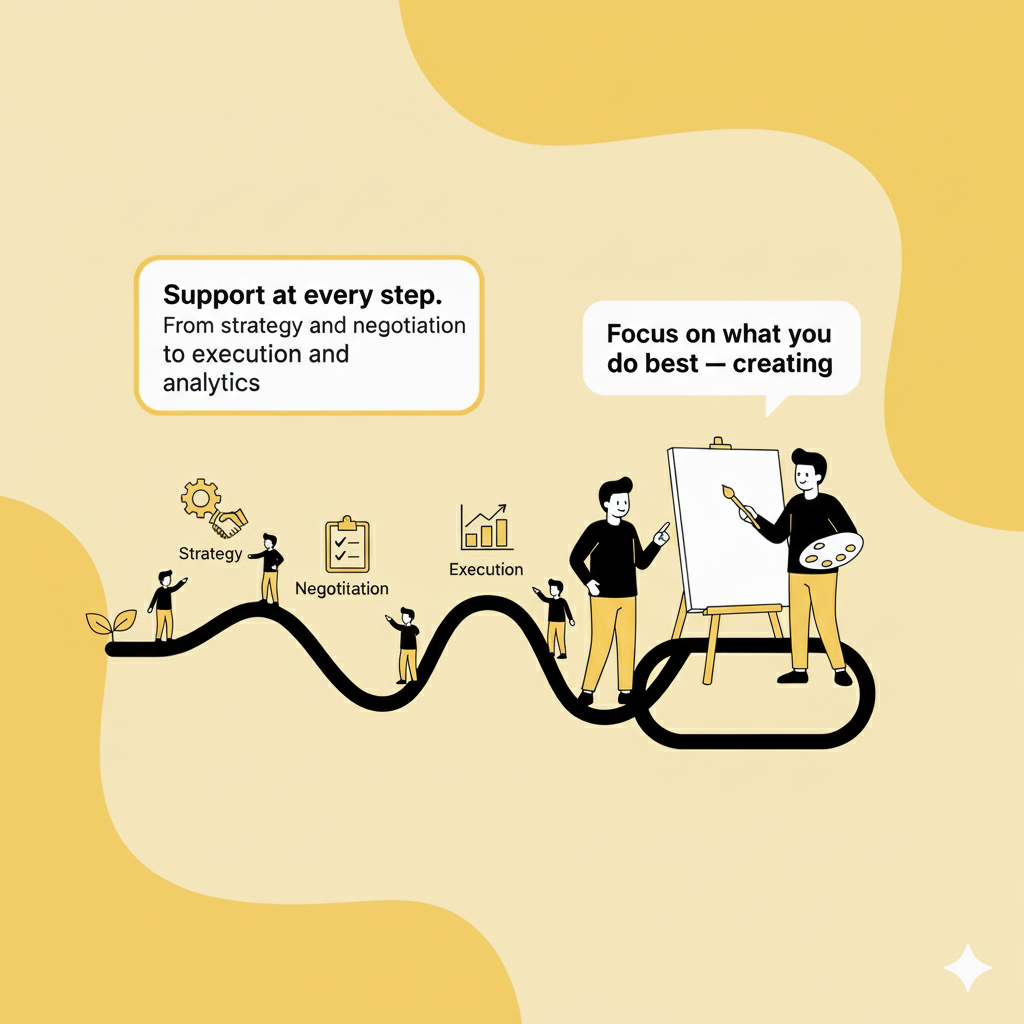 Support at every step.
From strategy and negotiation
to execution and
analytics
Focus on what you
do best — creating
Strategy
Negotitation
Execution